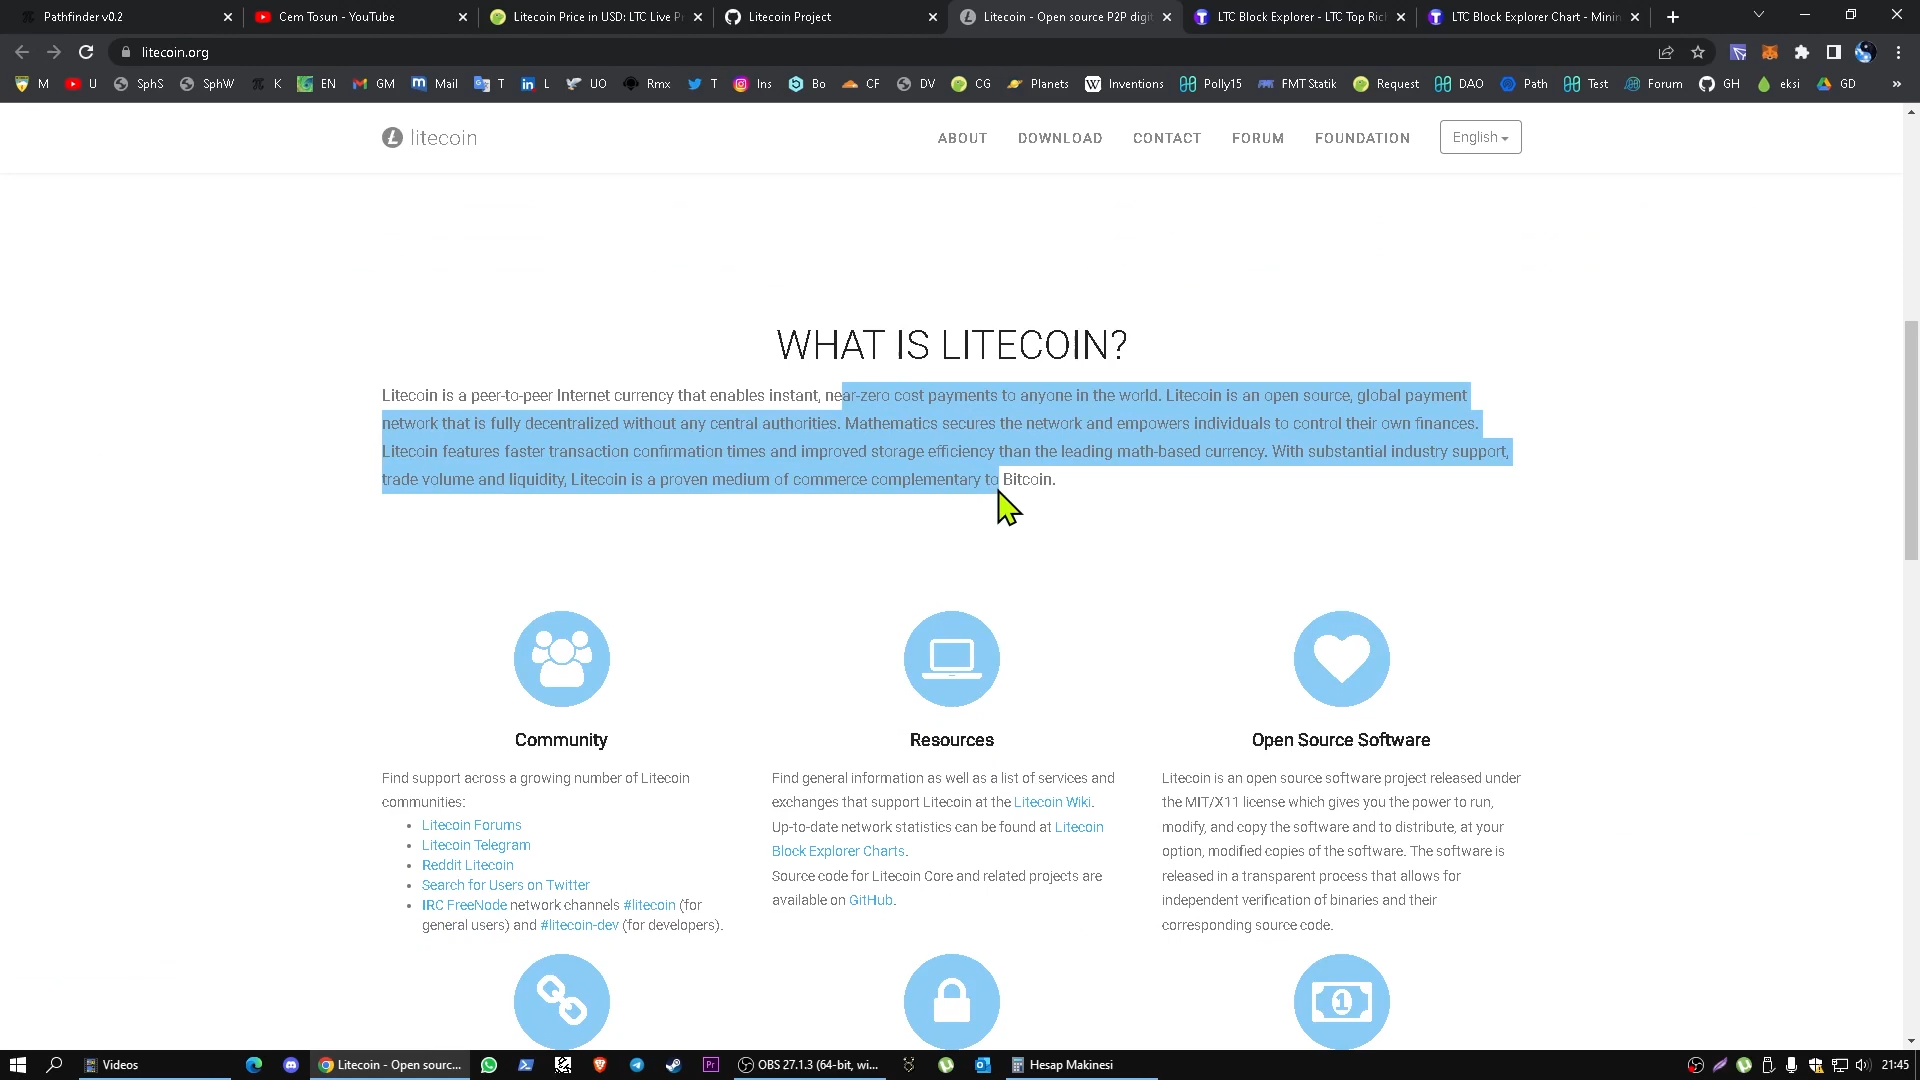 Pathfinder v0.2
Cem Tosun - YouTube
Litecoin Price in USD: LTC Live Pr
Litecoin Project
Litecoin - Open source P2P digit
LTC Block Explorer - LTC Top Ric
LTC Block Explorer Chart - Minin
litecoin.org
M U SphS SphW K EN GM Mail T L UO Rmx T Ins Bo CF DV CG Planets Inventions Polly15 FMT Statik Request DAO Path Test Forum GH eksi GD »
litecoin
ABOUT DOWNLOAD CONTACT FORUM FOUNDATION English
WHAT IS LITECOIN?
Litecoin is a peer-to-peer Internet currency that enables instant, near-zero cost payments to anyone in the world. Litecoin is an open source, global payment
network that is fully decentralized without any central authorities. Mathematics secures the network and empowers individuals to control their own finances.
Litecoin features faster transaction confirmation times and improved storage efficiency than the leading math-based currency. With substantial industry support,
trade volume and liquidity, Litecoin is a proven medium of commerce complementary to Bitcoin.
Community
Find support across a growing number of Litecoin
communities:
• Litecoin Forums
• Litecoin Telegram
• Reddit Litecoin
• Search for Users on Twitter
• IRC FreeNode network channels #litecoin (for
general users) and #litecoin-dev (for developers).
Resources
Find general information as well as a list of services and
exchanges that support Litecoin at the Litecoin Wiki.
Up-to-date network statistics can be found at Litecoin
Block Explorer Charts.
Source code for Litecoin Core and related projects are
available on GitHub.
Open Source Software
Litecoin is an open source software project released under
the MIT/X11 license which gives you the power to run,
modify, and copy the software and to distribute, at your
option, modified copies of the software. The software is
released in a transparent process that allows for
independent verification of binaries and their
corresponding source code.
1
Videos
Litecoin - Open sourc...
Pr
OBS 27.1.3 (64-bit, wi...
Hesap Makinesi
21:45